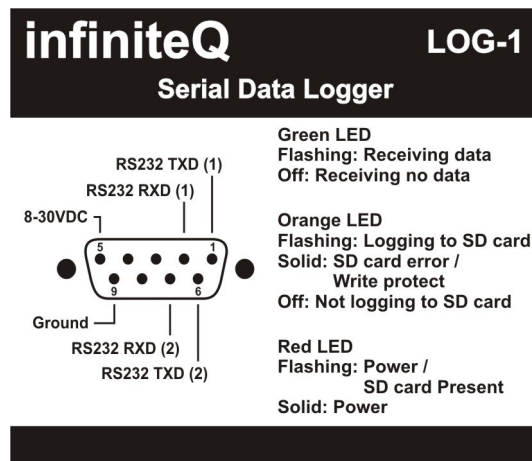 infiniteQ
LOG-1
Serial Data Logger
RS232 TXD (1)
RS232 RXD (1)
8-30VDC
5
1
9
6
Ground
RS232 RXD (2)
RS232 TXD (2)
Green LED
Flashing: Receiving data
Off: Receiving no data
Orange LED
Flashing: Logging to SD card
Solid: SD card error /
Write protect
Off: Not logging to SD card
Red LED
Flashing: Power /
SD card Present
Solid: Power